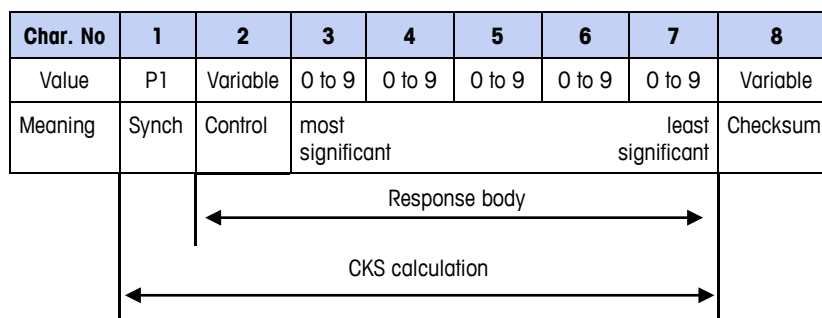 Char. No 1 2 3 4 5 6 7 8
Value P1 Variable 0 to 9 0 to 9 0 to 9 0 to 9 0 to 9 Variable
Meaning Synch Control most least Checksum
significant significant
Response body
CKS calculation